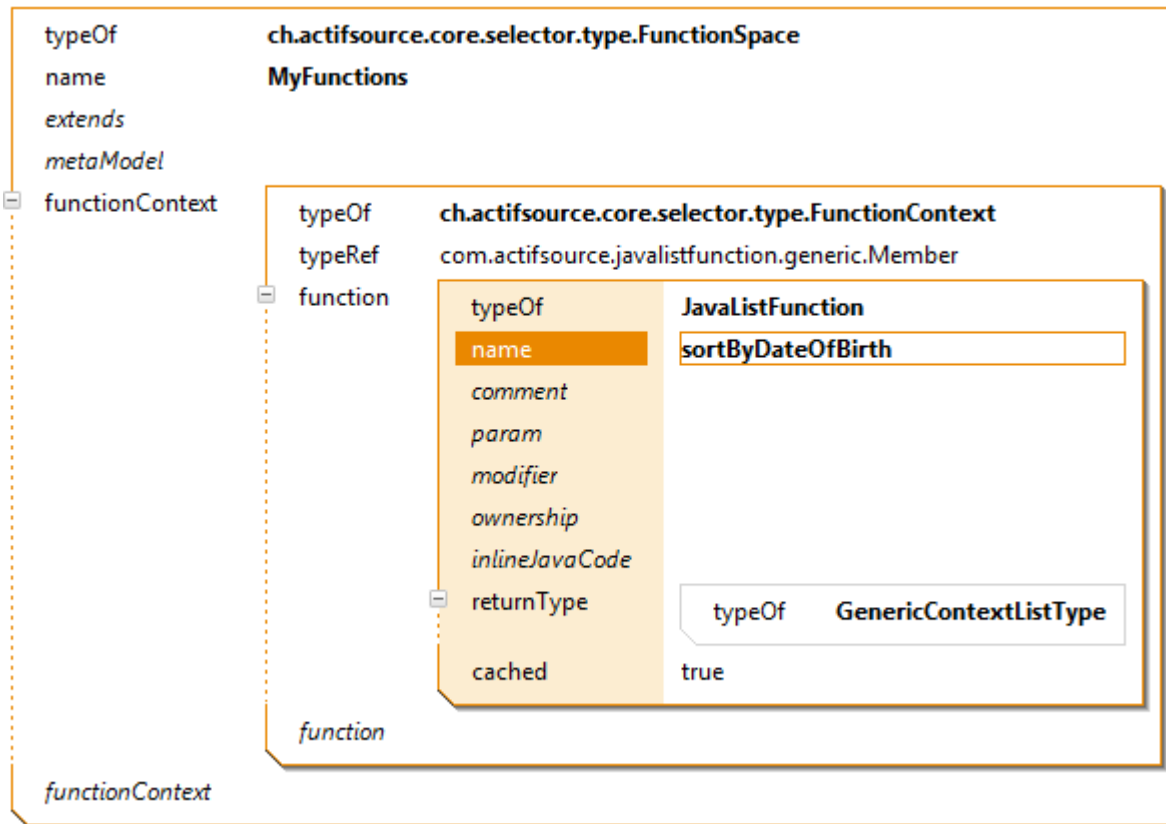 typeOf ch.actifsource.core.selector.type.FunctionSpace
name MyFunctions
extends
metaModel
functionContext
typeOf ch.actifsource.core.selector.type.FunctionContext
typeRef com.actifsource.javalistfunction.generic.Member
function
typeOf JavaListFunction
name sortByDateOfBirth
comment
param
modifier
ownership
inlineJavaCode
returnType typeOf GenericContextListType
cached true
function
functionContext